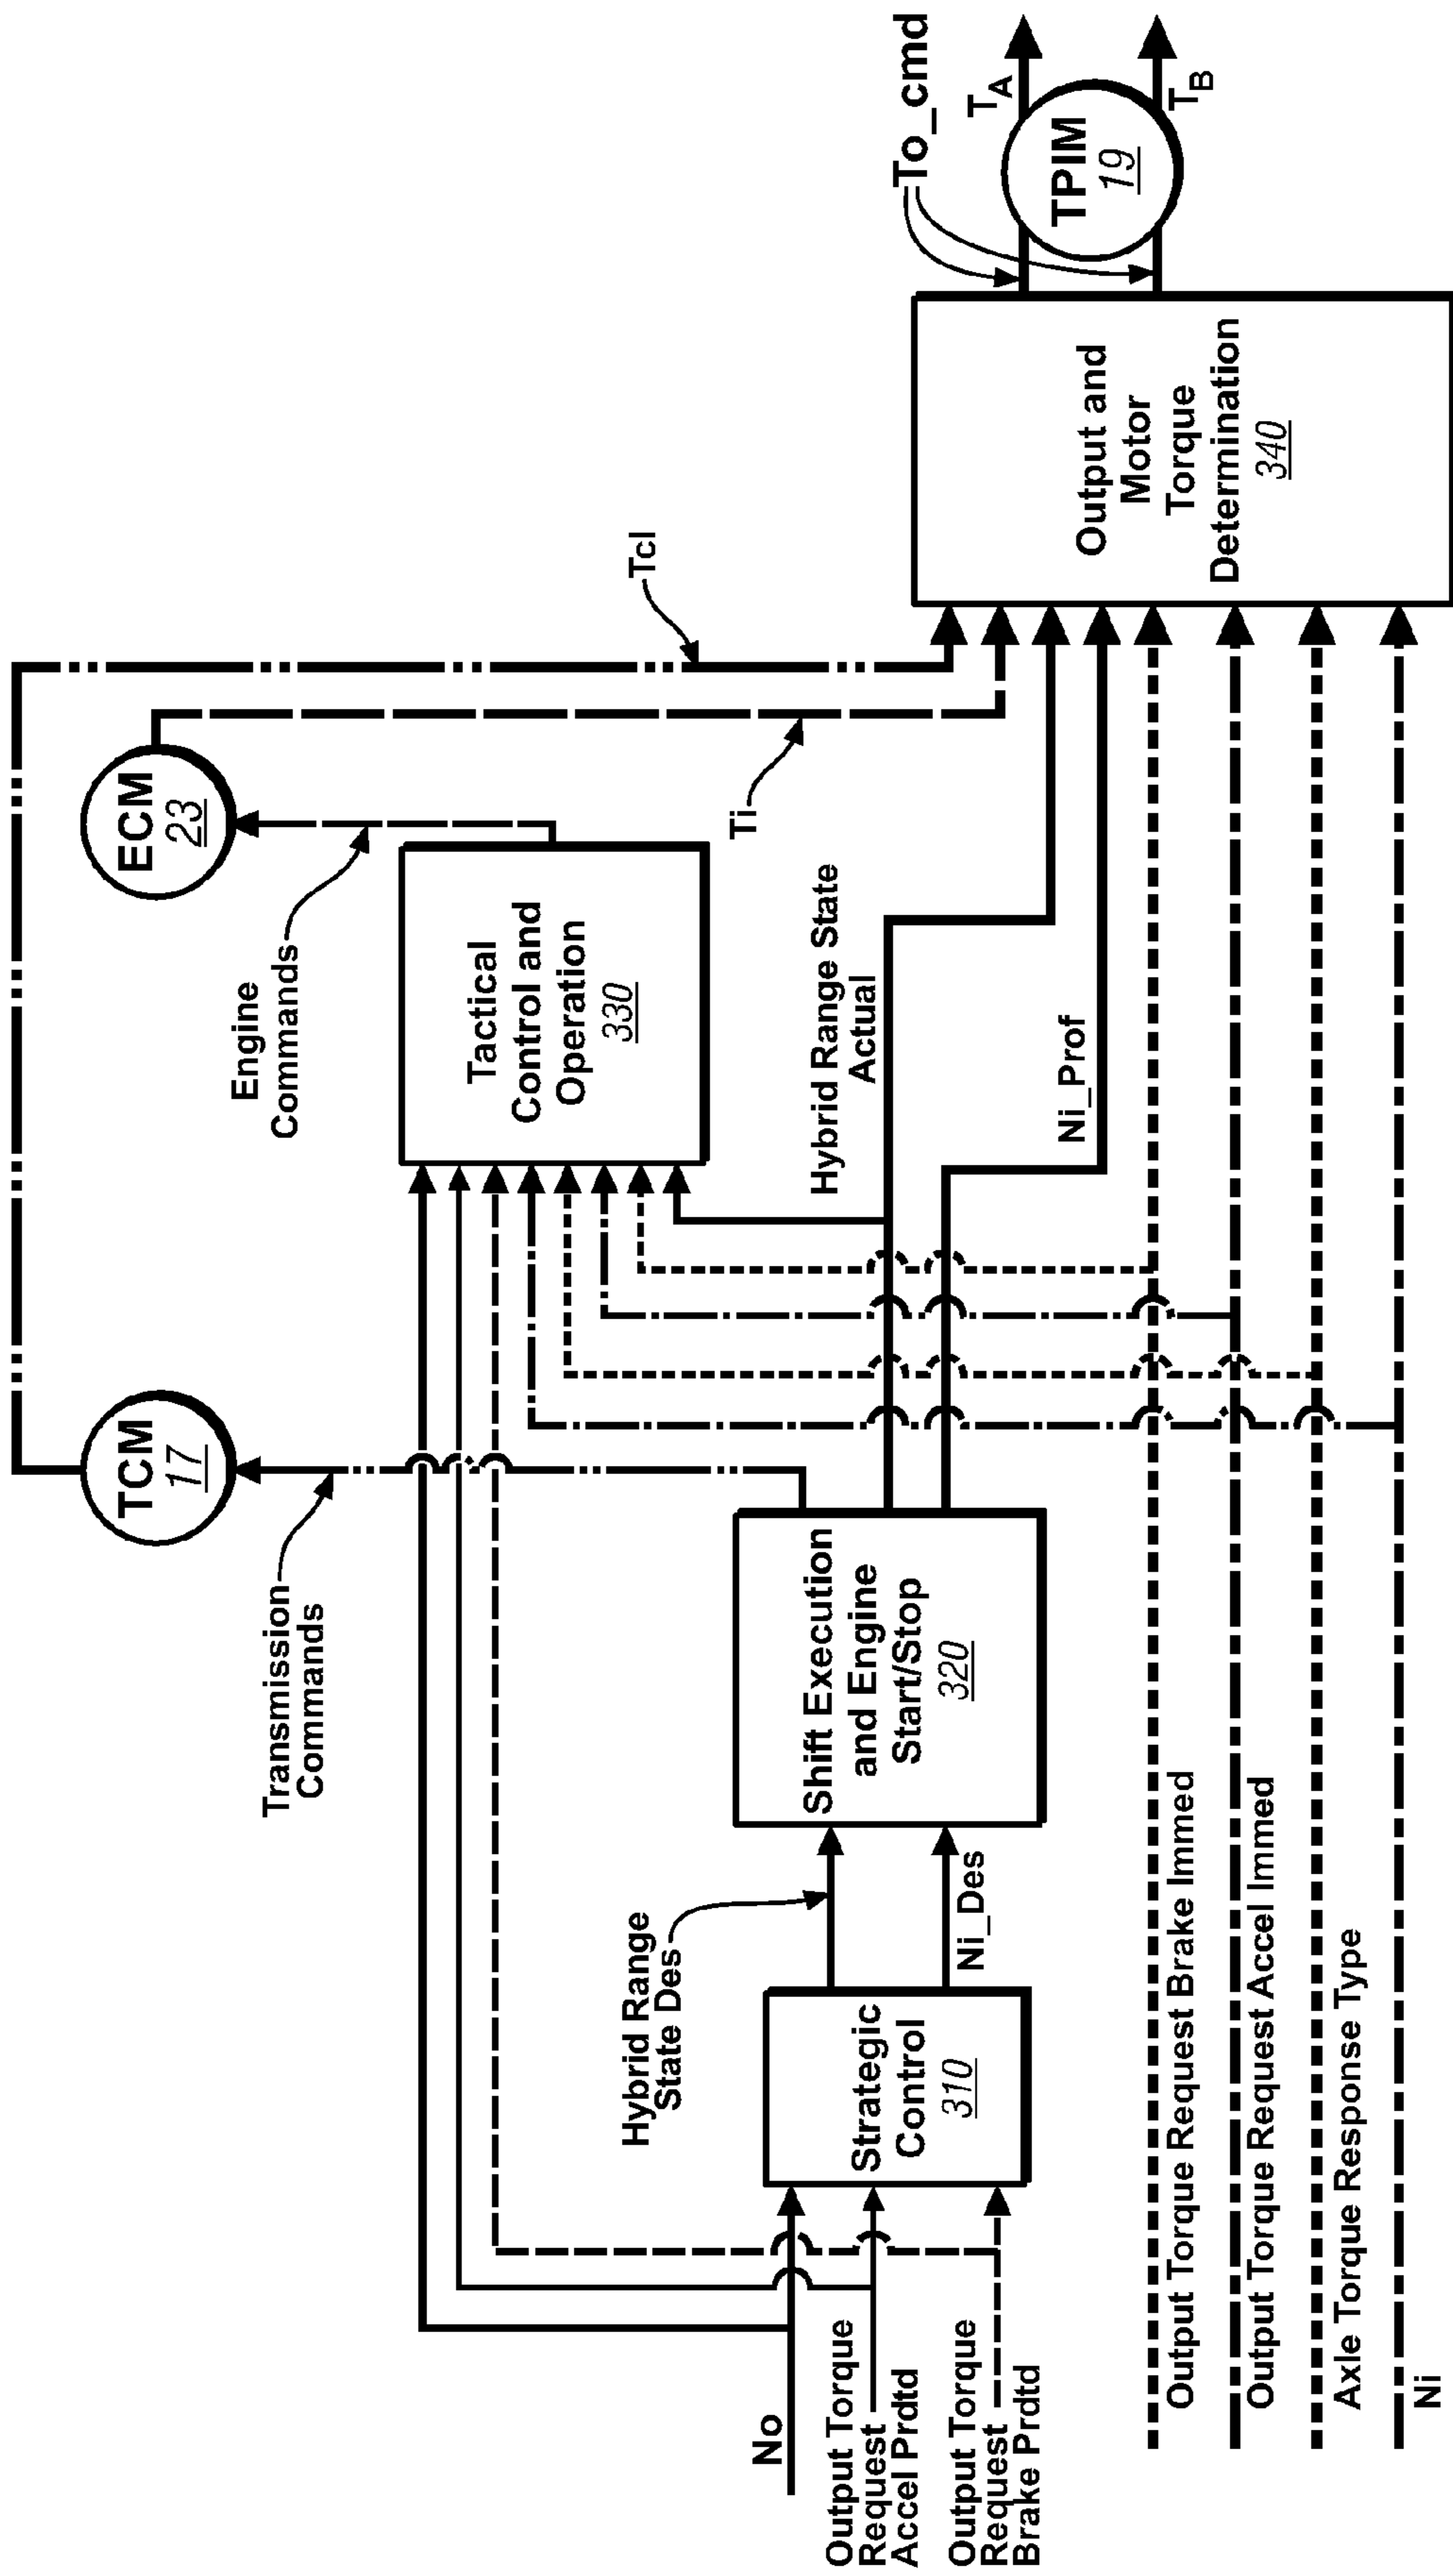 Transmission
Commands
TCM
17
Engine
Commands
ECM
23
Tcl
Ti
Tactical
Control and
Operation
330
Hybrid Range
State Des
Hybrid Range State
Actual
No
Output Torque
Request
Accel Prdtd
Output Torque
Request
Brake Prdtd
Strategic
Control
310
Ni_Des
Shift Execution
and Engine
Start/Stop
320
Ni_Prof
To_cmd
TA
TPIM
19
TB
Output and
Motor
Torque
Determination
340
Output Torque Request Brake Immed
Output Torque Request Accel Immed
Axle Torque Response Type
Ni